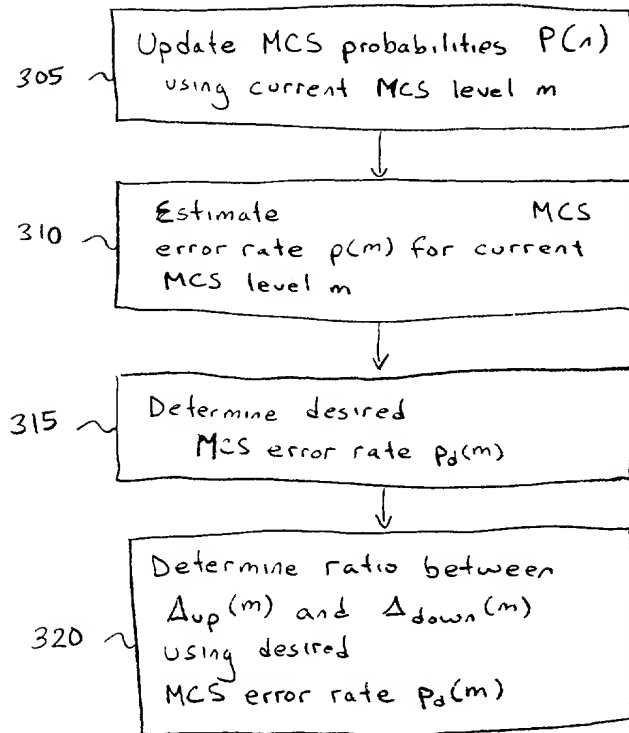 305
Update MCS probabilities P(n)
using current MCS level m
310
Estimate MCS
error rate p(m) for current
MCS level m
315
Determine desired
MCS error rate pd(m)
320
Determine ratio between
Δup(m) and Δdown(m)
using desired
MCS error rate pd(m)